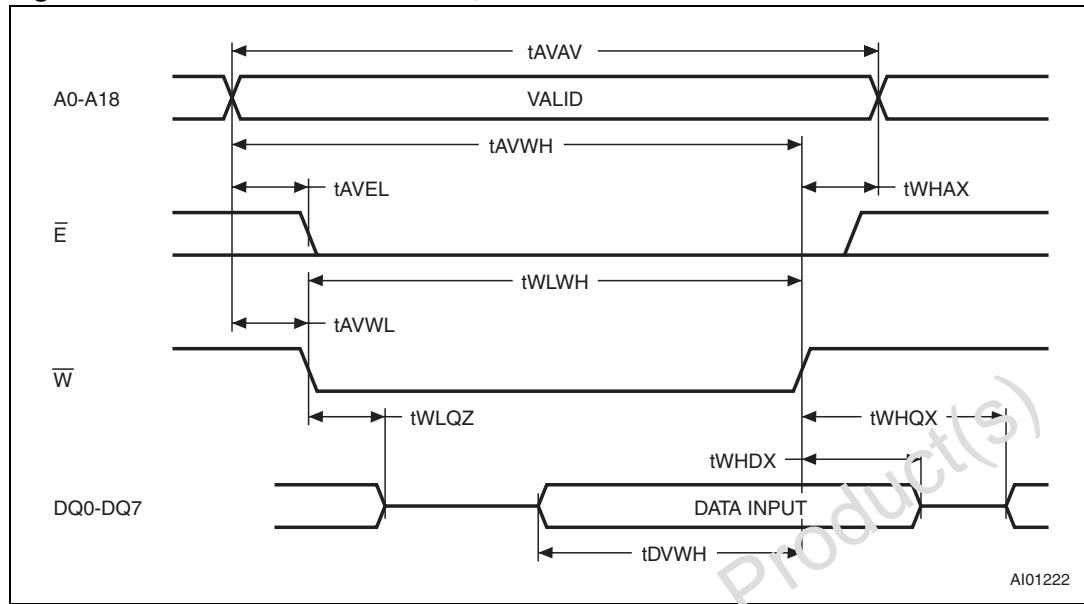 tAVAV
A0-A18
VALID
tAVWH
tAVEL
tWHAX
E̅
tWLWH
tAVWL
W̅
tWLQZ
tWHQX
tWHDX
DQ0-DQ7
DATA INPUT
tDVWH
Product(s)
AI01222